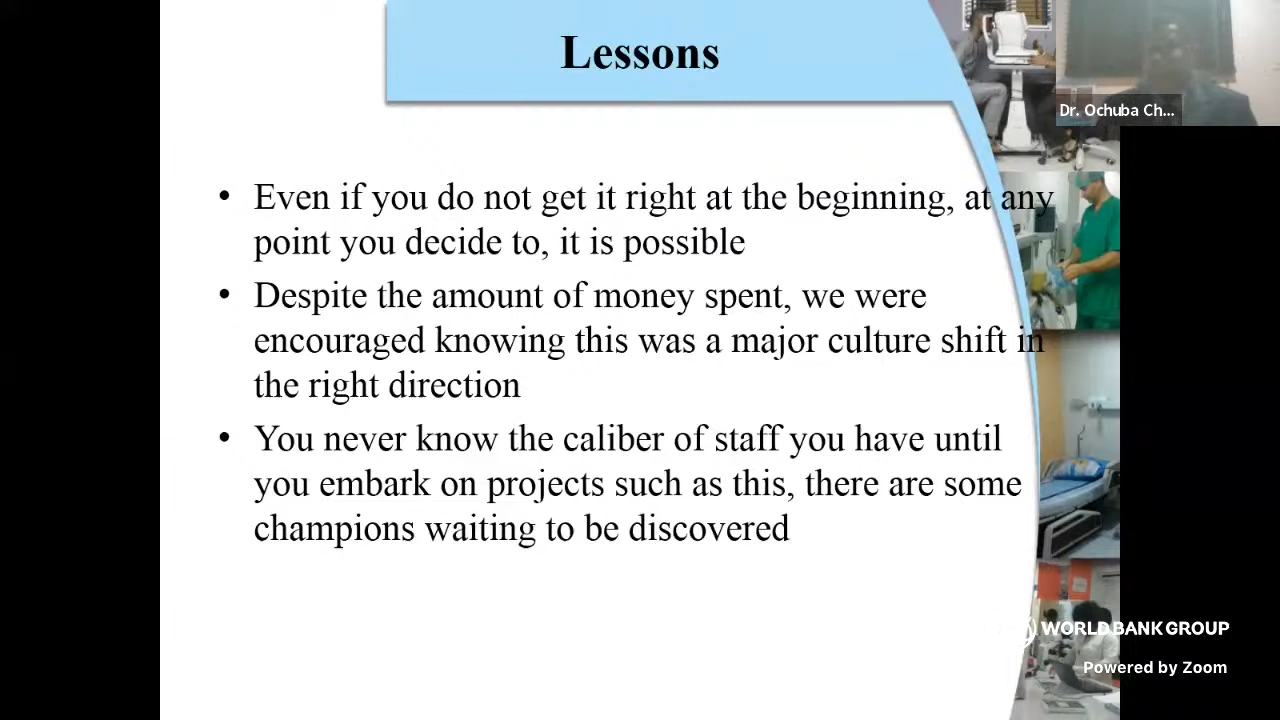 Lessons
Dr. Ochuba Ch...
• Even if you do not get it right at the beginning, at any
point you decide to, it is possible
• Despite the amount of money spent, we were
encouraged knowing this was a major culture shift in
the right direction
• You never know the caliber of staff you have until
you embark on projects such as this, there are some
champions waiting to be discovered
WORLD BANK GROUP
Powered by Zoom